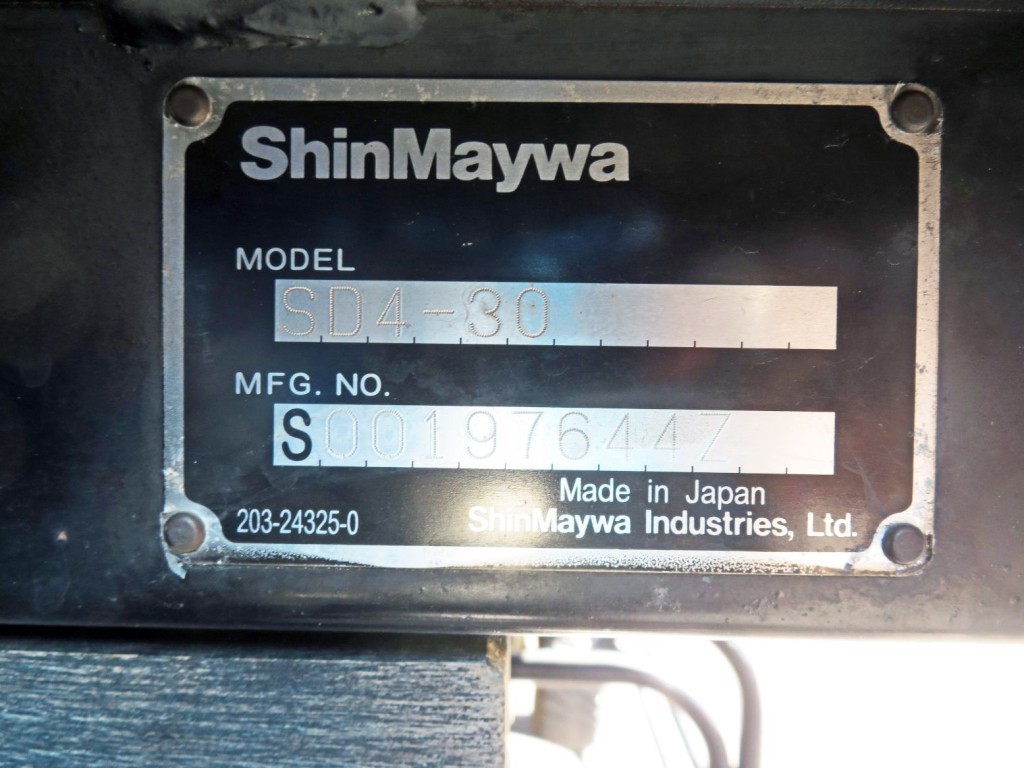 ShinMaywa
MODEL
SD4-30
MFG. NO.
S00197644Z
Made in Japan
203-24325-0 ShinMaywa Industries, Ltd.